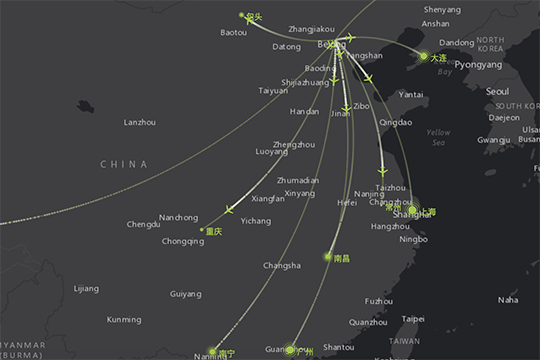 Shenyang
Anshan
包头
Zhangjiakou
Baotou
Beijing
Datong
Dandong
NORTH
KOREA
大连
Korea
Bay
Pyongyang
Tangshan
Baoding
Shijiazhuang
Taiyuan
Yantai
Seoul
SOUTH KOR
Zibo
Handan
Jinan
Daejeon
Lanzhou
Qingdao
Yellow
Sea
Ulsa
Busan
Gwangju
Zhengzhou
Luoyang
CHINA
Zhumadian
Xinyang
Taizhou
Nanjing
Xiangfan
Hefei
Changzhou
常州
Shanghai
上海
Nanchong
Chengdu
Yichang
重庆
Chongqing
Hangzhou
Ningbo
南昌
Changsha
Lijiang
Guiyang
Fuzhou
Naha
Kunming
Quanzhou
Taipei
MYANMAR
(BURMA)
TAIWAN
南宁
Nanning
Guangzhou
广州
Shantou
Kaohsiung